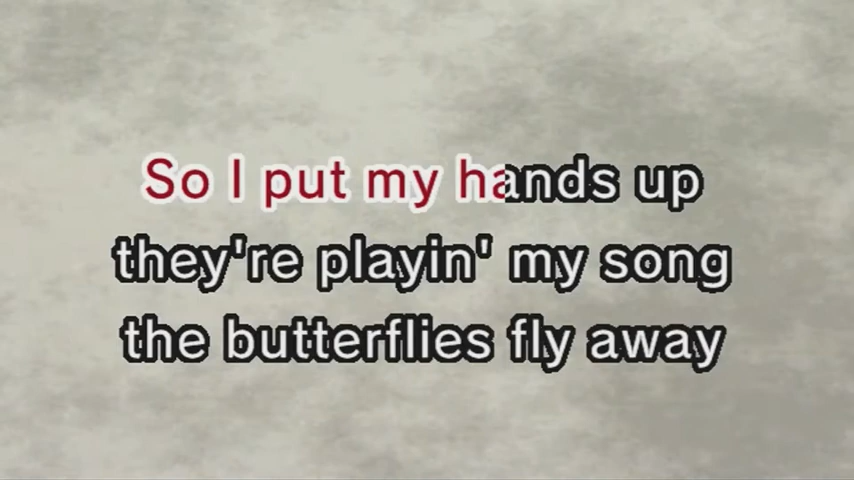 So I put my hands up
they're playin' my song
the butterflies fly away